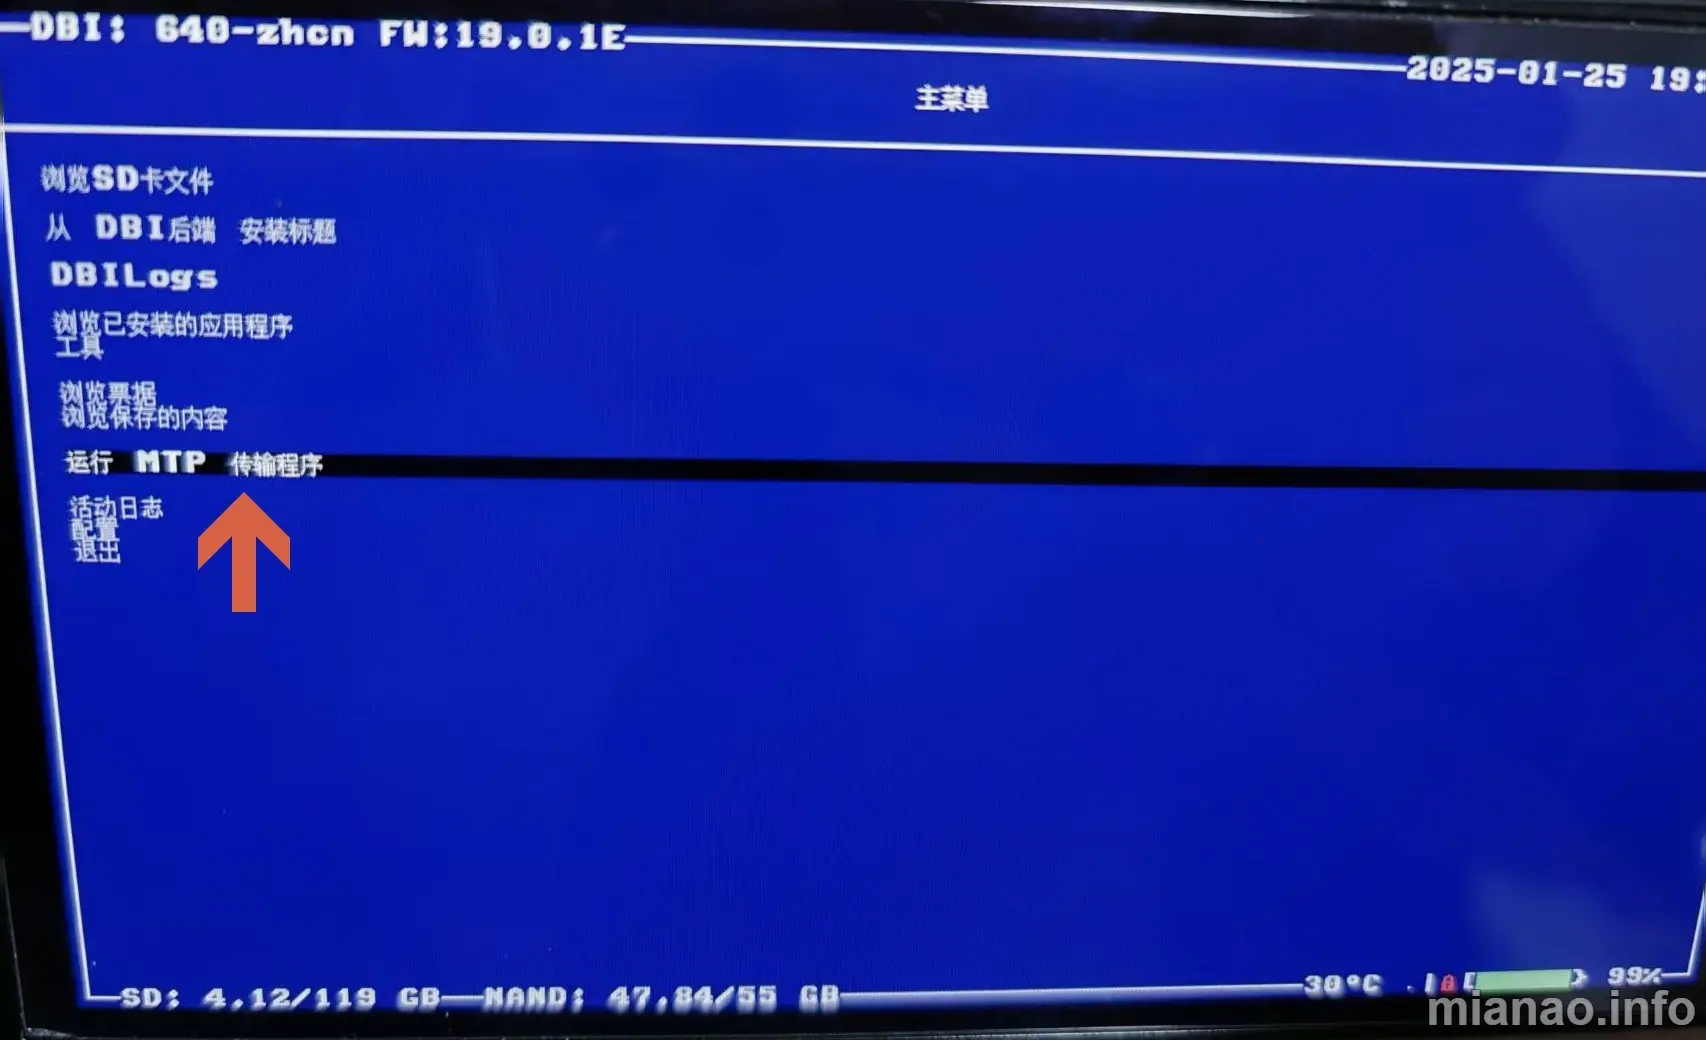 DBI: 640-zhcn FW:19.0.1E
2025-01-25 19:
主菜单
浏览SD卡文件
从 DBI后端 安装标题
DBILogs
浏览已安装的应用程序
工具
浏览票据
浏览保存的内容
运行 MTP 传输程序
活动日志
配置
退出
SD: 4.12/119 GB NAND: 47.84/55 GB
30°C
99%
mianao.info